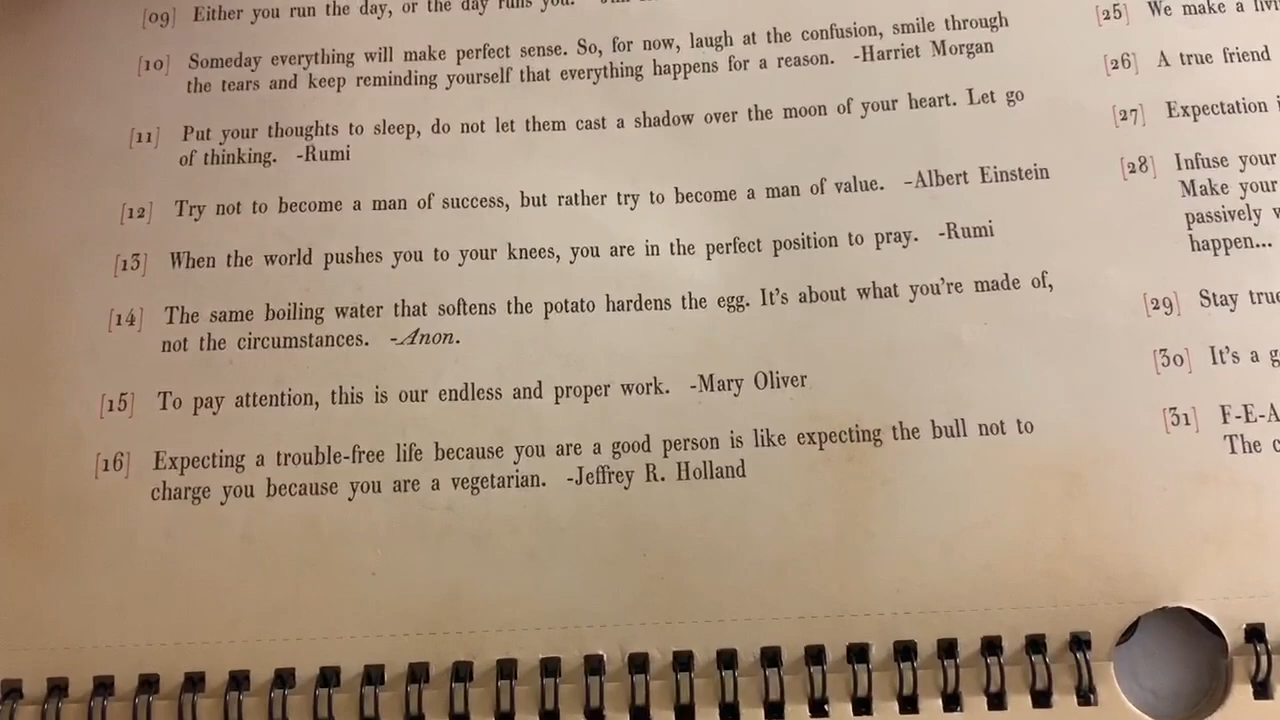 [09] Either you run the day, or the day runs you.
[10] Someday everything will make perfect sense. So, for now, laugh at the confusion, smile through
the tears and keep reminding yourself that everything happens for a reason. -Harriet Morgan
[11] Put your thoughts to sleep, do not let them cast a shadow over the moon of your heart. Let go
of thinking. -Rumi
[12] Try not to become a man of success, but rather try to become a man of value. -Albert Einstein
[13] When the world pushes you to your knees, you are in the perfect position to pray. -Rumi
[14] The same boiling water that softens the potato hardens the egg. It's about what you're made of,
not the circumstances. -Anon.
[15] To pay attention, this is our endless and proper work. -Mary Oliver
[16] Expecting a trouble-free life because you are a good person is like expecting the bull not to
charge you because you are a vegetarian. -Jeffrey R. Holland
[25] We make a
[26] A true friend
[27] Expectation
[28] Infuse your
Make your
passively
happen...
[29] Stay true
[30] It's a
[31] F-E-A
The